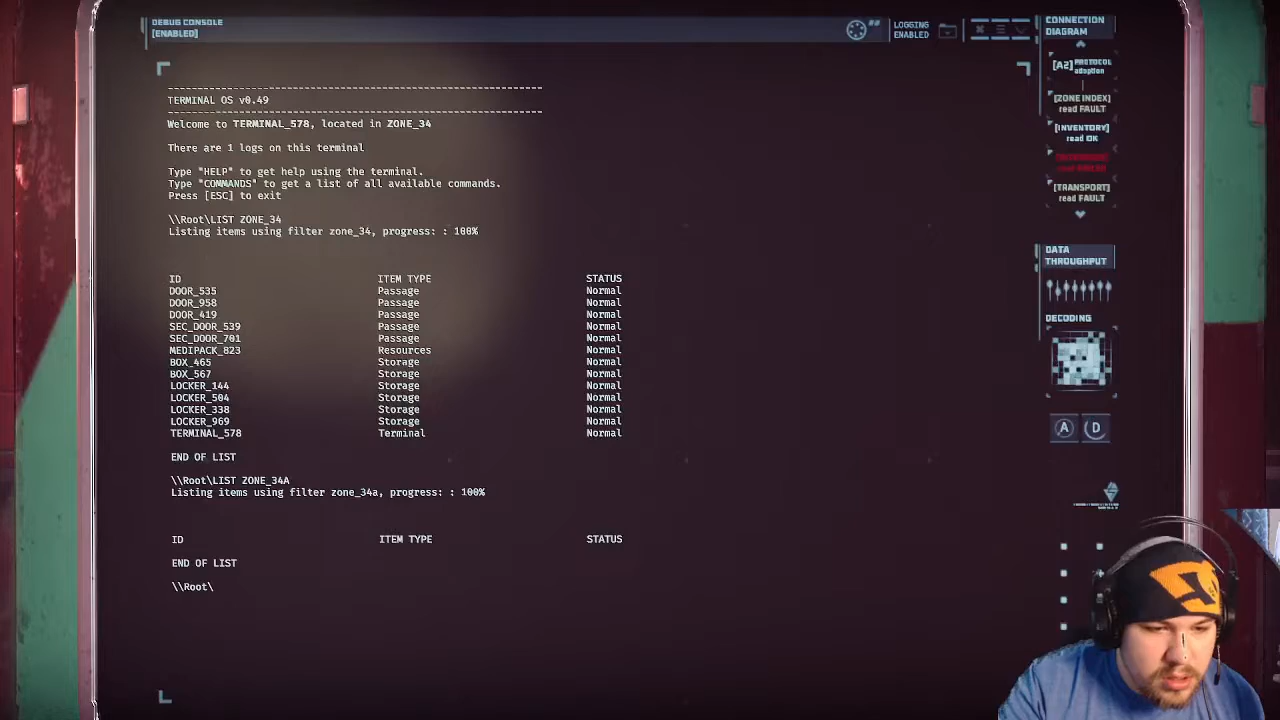 DEBUG CONSOLE
[ENABLED]
LOGGING
ENABLED
CONNECTION
DIAGRAM
[A2] PROTOCOL
adaption
[ZONE INDEX]
read FAULT
[INVENTORY]
read OK
[TRANSPORT]
read FAULT
DATA
THROUGHPUT
DECODING
A D
--------------------------------------------------------------
TERMINAL OS v0.49
--------------------------------------------------------------
Welcome to TERMINAL_578, located in ZONE_34
There are 1 logs on this terminal
Type "HELP" to get help using the terminal.
Type "COMMANDS" to get a list of all available commands.
Press [ESC] to exit
\\Root\LIST ZONE_34
Listing items using filter zone_34, progress: : 100%
ID ITEM TYPE STATUS
DOOR_535 Passage Normal
DOOR_958 Passage Normal
DOOR_419 Passage Normal
SEC_DOOR_539 Passage Normal
SEC_DOOR_701 Passage Normal
MEDIPACK_823 Resources Normal
BOX_465 Storage Normal
BOX_567 Storage Normal
LOCKER_144 Storage Normal
LOCKER_504 Storage Normal
LOCKER_338 Storage Normal
LOCKER_969 Storage Normal
TERMINAL_578 Terminal Normal
END OF LIST
\\Root\LIST ZONE_34A
Listing items using filter zone_34a, progress: : 100%
ID ITEM TYPE STATUS
END OF LIST
\\Root\